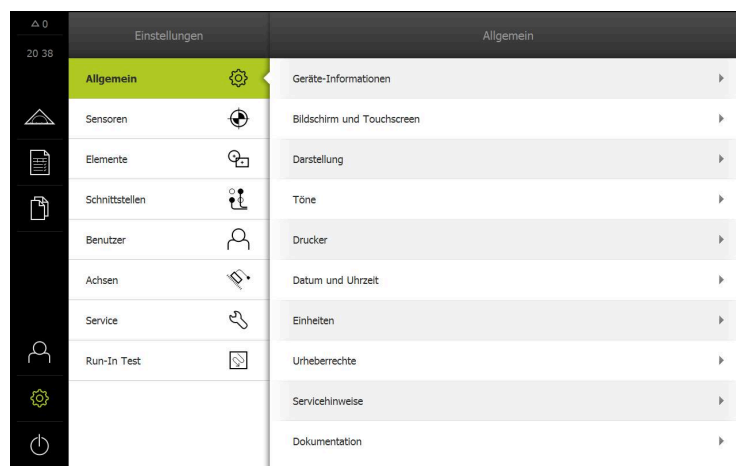 0
20 38
Einstellungen
Allgemein
Sensoren
Elemente
Schnittstellen
Benutzer
Achsen
Service
Run-In Test
Allgemein
Geräte-Informationen
Bildschirm und Touchscreen
Darstellung
Töne
Drucker
Datum und Uhrzeit
Einheiten
Urheberrechte
Servicehinweise
Dokumentation